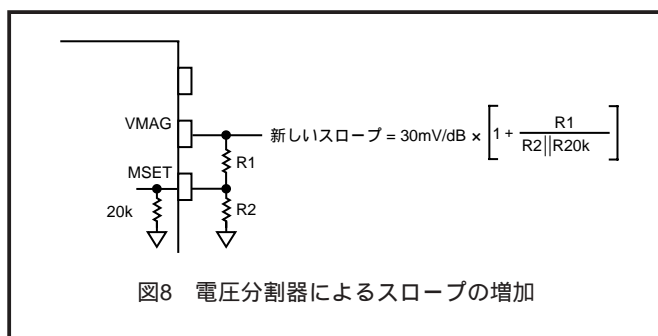 VMAG
新しいスロープ = 30mV/dB × [1 + R1 / R2||R20k]
R1
MSET
20k
R2
図8 電圧分割器によるスロープの増加